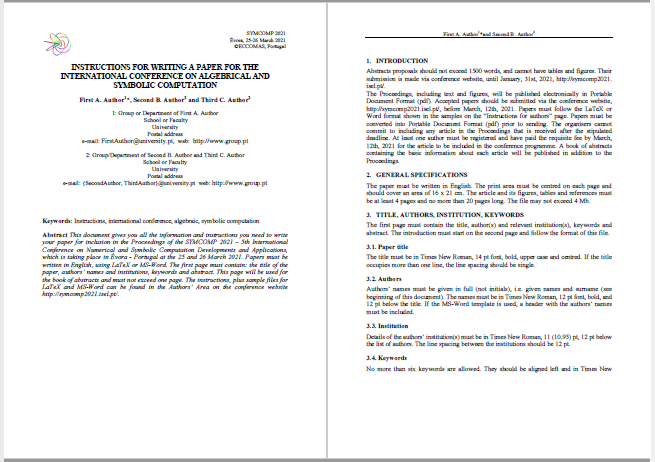 SYMCOMP 2021
Évora, 25-26 March 2021
©ECCOMAS, Portugal
INSTRUCTIONS FOR WRITING A PAPER FOR THE
INTERNATIONAL CONFERENCE ON ALGEBRICAL AND
SYMBOLIC COMPUTATION
First A. Author¹*, Second B. Author² and Third C. Author²
1: Group or Department of First A. Author
School or Faculty
University
Postal address
e-mail: FirstAuthor@university.pt, web: http://www.group.pt
2: Group/Department of Second B. Author and Third C. Author
School or Faculty
University
Postal address
e-mail: {SecondAuthor, ThirdAuthor}@university.pt web: http://www.group.pt
Keywords: Instructions, international conference, algebraic, symbolic computation
Abstract This document gives you all the information and instructions you need to write
your paper for inclusion in the Proceedings of the SYMCOMP 2021 – 5th International
Conference on Numerical and Symbolic Computation Developments and Applications,
which is taking place in Évora - Portugal at the 25 and 26 March 2021. Papers must be
written in English, using LaTeX or MS-Word. The first page must contain: the title of the
paper, authors' names and institutions, keywords and abstract. This page will be used for
the book of abstracts and must not exceed one page. The instructions, plus sample files for
LaTeX and MS-Word can be found in the Authors' Area on the conference website
http://symcomp2021.isel.pt/.
First A. Author¹*and Second B. Author²
1. INTRODUCTION
Abstracts proposals should not exceed 1500 words, and cannot have tables and figures. Their
submission is made via conference website, until January, 31st, 2021, http://symcomp2021.
isel.pt/.
The Proceedings, including text and figures, will be published electronically in Portable
Document Format (pdf). Accepted papers should be submitted via the conference website,
http://symcomp2021.isel.pt/, before March, 12th, 2021. Papers must follow the LaTeX or
Word format shown in the samples on the "Instructions for authors" page. Papers must be
converted into Portable Document Format (pdf) prior to sending. The organisers cannot
commit to including any article in the Proceedings that is received after the stipulated
deadline. At least one author must be registered and have paid the requisite fee by March,
12th, 2021 for the article to be included in the conference programme. A book of abstracts
containing the basic information about each article will be published in addition to the
Proceedings.
2. GENERAL SPECIFICATIONS
The paper must be written in English. The print area must be centred on each page and
should cover an area of 16 x 21 cm. The article and its figures, tables and references must
be at least 4 pages and no more than 20 pages long. The file may not exceed 4 Mb.
3. TITLE, AUTHORS, INSTITUTION, KEYWORDS
The first page must contain the title, author(s) and relevant institution(s), keywords and
abstract. The introduction must start on the second page and follow the format of this file.
3.1. Paper title
The title must be in Times New Roman, 14 pt font, bold, upper case and centred. If the title
occupies more than one line, the line spacing should be single.
3.2. Authors
Authors' names must be given in full (not initials), i.e. given names and surname (see
beginning of this document). The names must be in Times New Roman, 12 pt font, bold, and
12 pt below the title. If the MS-Word template is used, a header with the authors' names
must be included.
3.3. Institution
Details of the authors' institution(s) must be in Times New Roman, 11 (10.95) pt, 12 pt below
the list of authors. The line spacing between the institutions should be 12 pt.
3.4. Keywords
No more than six keywords are allowed. They should be aligned left and in Times New